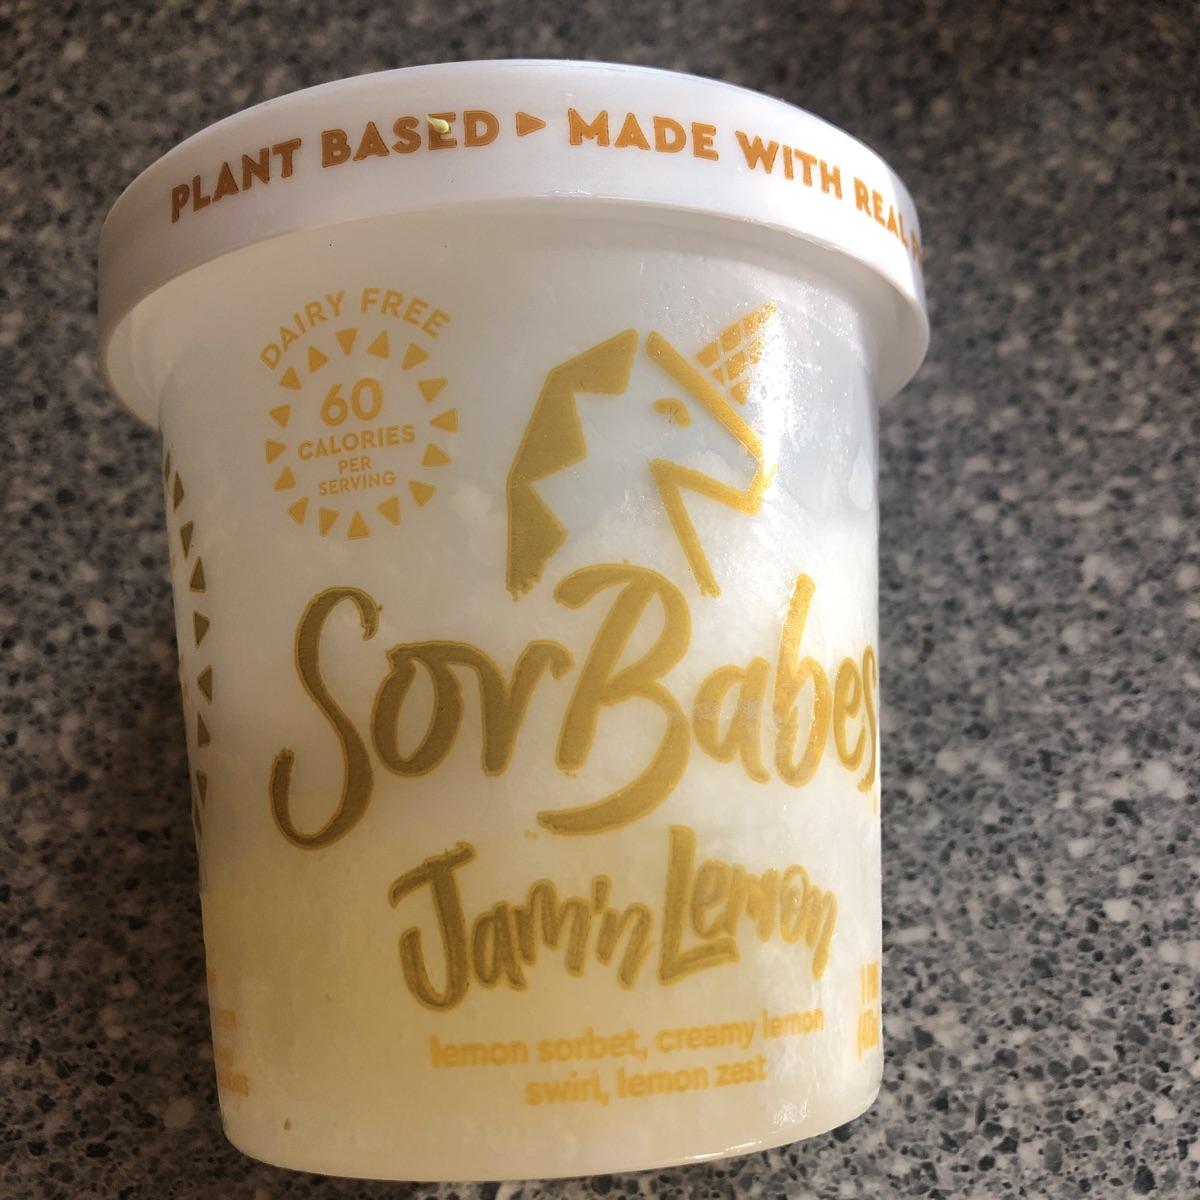 PLANT BASED ▸ MADE WITH REAL
DAIRY FREE
60
CALORIES
PER
SERVING
SorBabes
Jam'n Lemon
lemon sorbet, creamy lemon
swirl, lemon zest